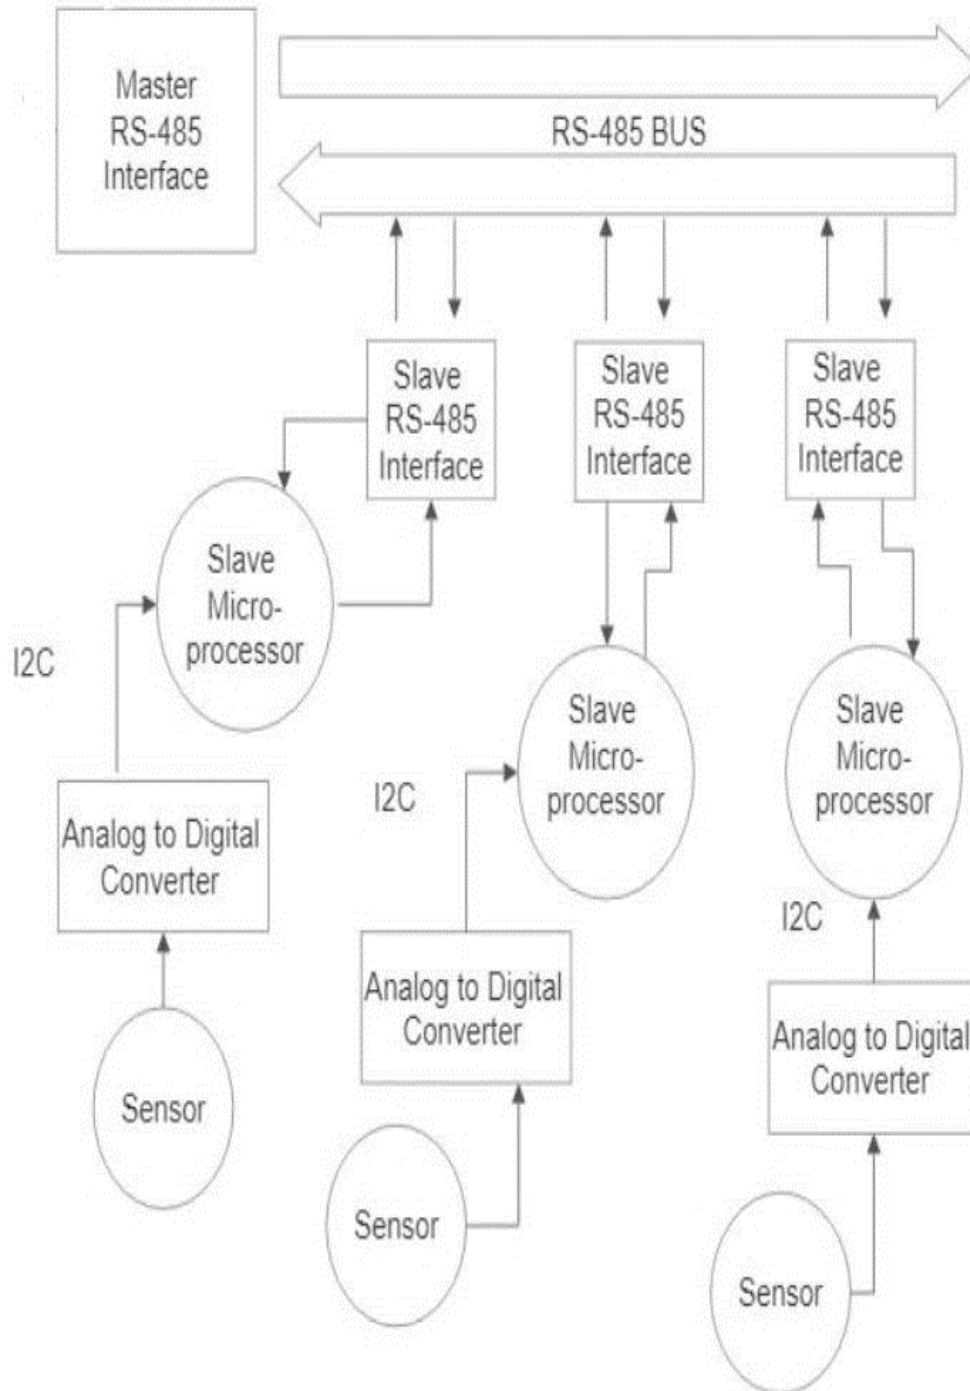 Master
RS-485
Interface
RS-485 BUS
Slave
RS-485
Interface
Slave
RS-485
Interface
Slave
RS-485
Interface
Slave
Micro-
processor
I2C
Slave
Micro-
processor
Slave
Micro-
processor
I2C
Analog to Digital
Converter
I2C
Analog to Digital
Converter
Analog to Digital
Converter
Sensor
Sensor
Sensor